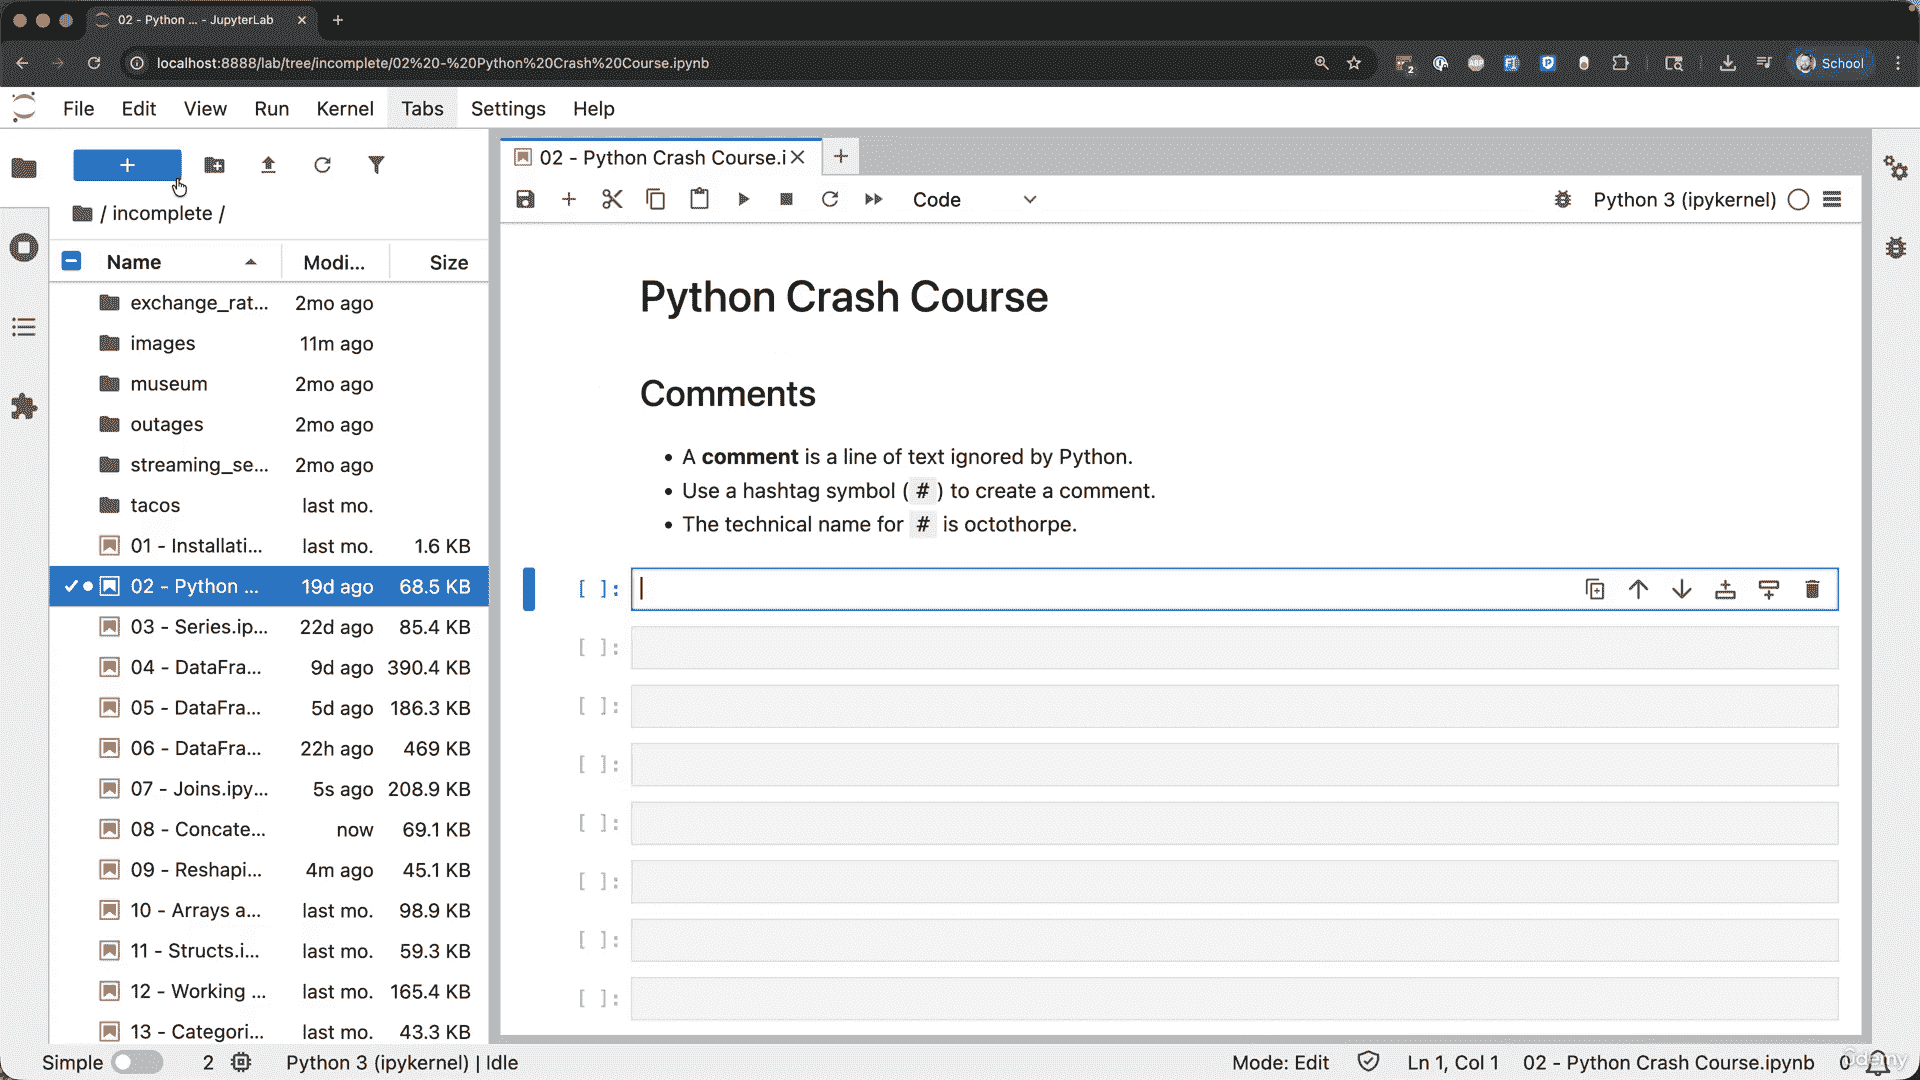 02 - Python ... - JupyterLab
localhost:8888/lab/tree/incomplete/02%20-%20Python%20Crash%20Course.ipynb
2
School
File Edit View Run Kernel Tabs Settings Help
02 - Python Crash Course.i
/ incomplete /
Code
Python 3 (ipykernel)
Name Modi... Size
exchange_rat... 2mo ago
images 11m ago
museum 2mo ago
outages 2mo ago
streaming_se... 2mo ago
tacos last mo.
01 - Installati... last mo. 1.6 KB
02 - Python ... 19d ago 68.5 KB
03 - Series.ip... 22d ago 85.4 KB
04 - DataFra... 9d ago 390.4 KB
05 - DataFra... 5d ago 186.3 KB
06 - DataFra... 22h ago 469 KB
07 - Joins.ipy... 5s ago 208.9 KB
08 - Concate... now 69.1 KB
09 - Reshapi... 4m ago 45.1 KB
10 - Arrays a... last mo. 98.9 KB
11 - Structs.i... last mo. 59.3 KB
12 - Working ... last mo. 165.4 KB
13 - Categori... last mo. 43.3 KB
Python Crash Course
Comments
• A comment is a line of text ignored by Python.
• Use a hashtag symbol ( # ) to create a comment.
• The technical name for # is octothorpe.
[ ]:
[ ]:
[ ]:
[ ]:
[ ]:
[ ]:
[ ]:
[ ]:
Simple 2 Python 3 (ipykernel) | Idle Mode: Edit Ln 1, Col 1 02 - Python Crash Course.ipynb 0
Udemy